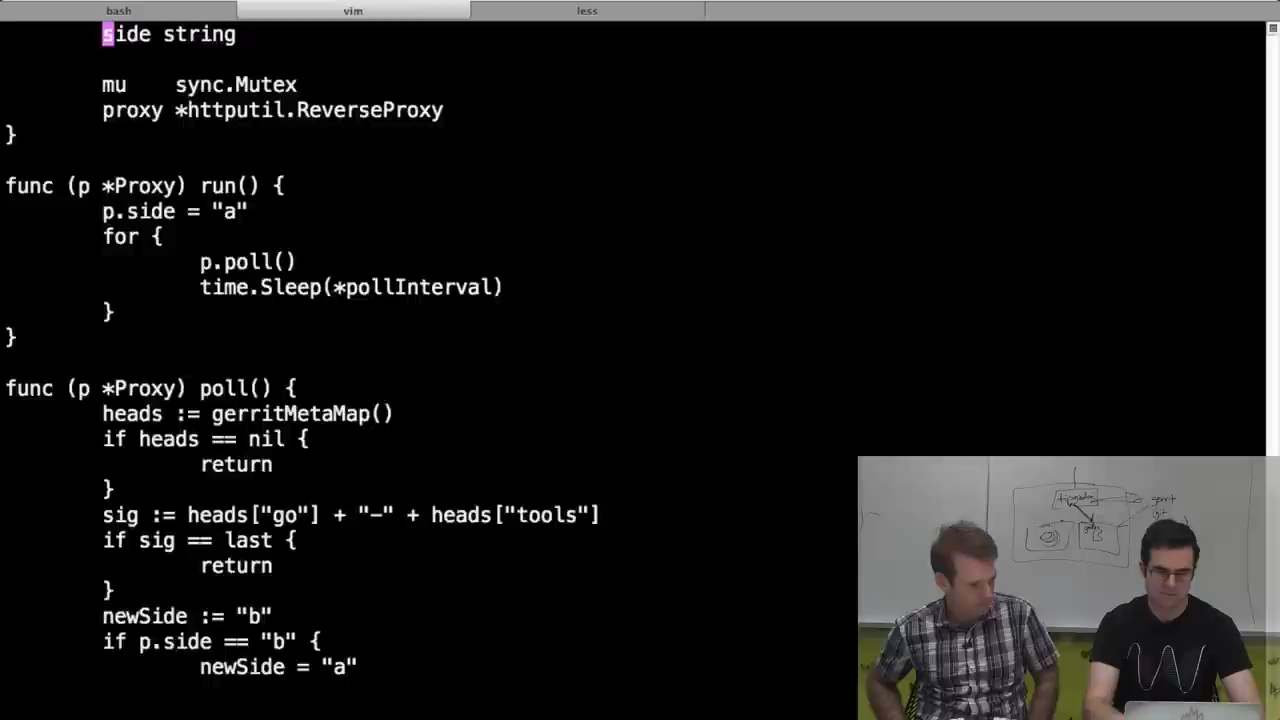 bash vim less
side string
mu sync.Mutex
proxy *httputil.ReverseProxy
}
func (p *Proxy) run() {
p.side = "a"
for {
p.poll()
time.Sleep(*pollInterval)
}
}
func (p *Proxy) poll() {
heads := gerritMetaMap()
if heads == nil {
return
}
sig := heads["go"] + "-" + heads["tools"]
if sig == last {
return
}
newSide := "b"
if p.side == "b" {
newSide = "a"
gerrit
git